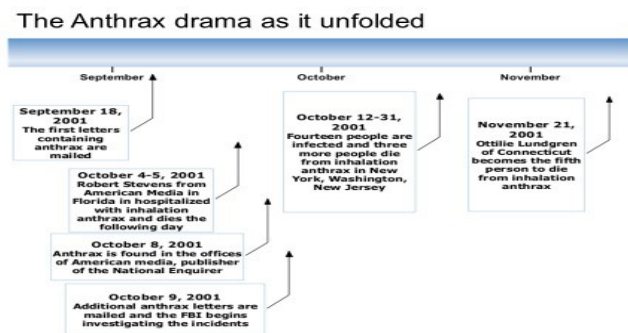 The Anthrax drama as it unfolded
September
October
November
September 18,
2001
The first letters
containing
anthrax are
mailed
October 4-5, 2001
Robert Stevens from
American Media in
Florida in hospitalized
with inhalation
anthrax and dies the
following day
October 8, 2001
Anthrax is found in the offices
of American media, publisher
of the National Enquirer
October 9, 2001
Additional anthrax letters are
mailed and the FBI begins
investigating the incidents
October 12-31,
2001
Fourteen people are
infected and three
more people die
from inhalation
anthrax in New
York, Washington,
New Jersey
November 21,
2001
Ottilie Lundgren
of Connecticut
becomes the fifth
person to die
from inhalation
anthrax